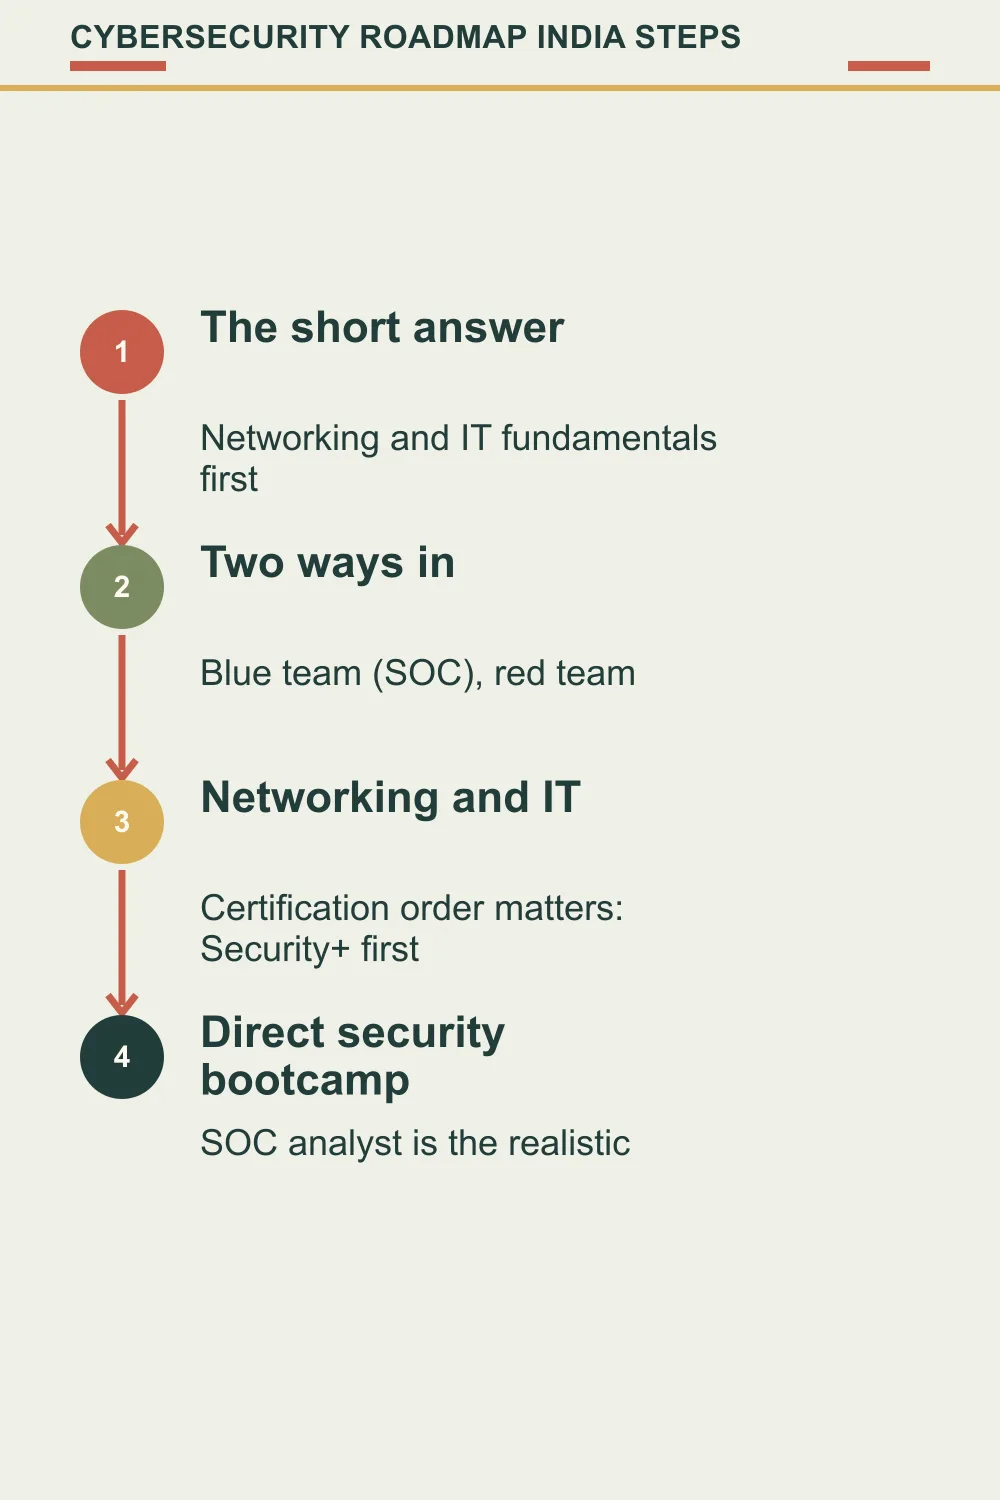 CYBERSECURITY ROADMAP INDIA STEPS
1
The short answer
Networking and IT fundamentals
first
2
Two ways in
Blue team (SOC), red team
3
Networking and IT
Certification order matters:
Security+ first
4
Direct security
bootcamp
SOC analyst is the realistic